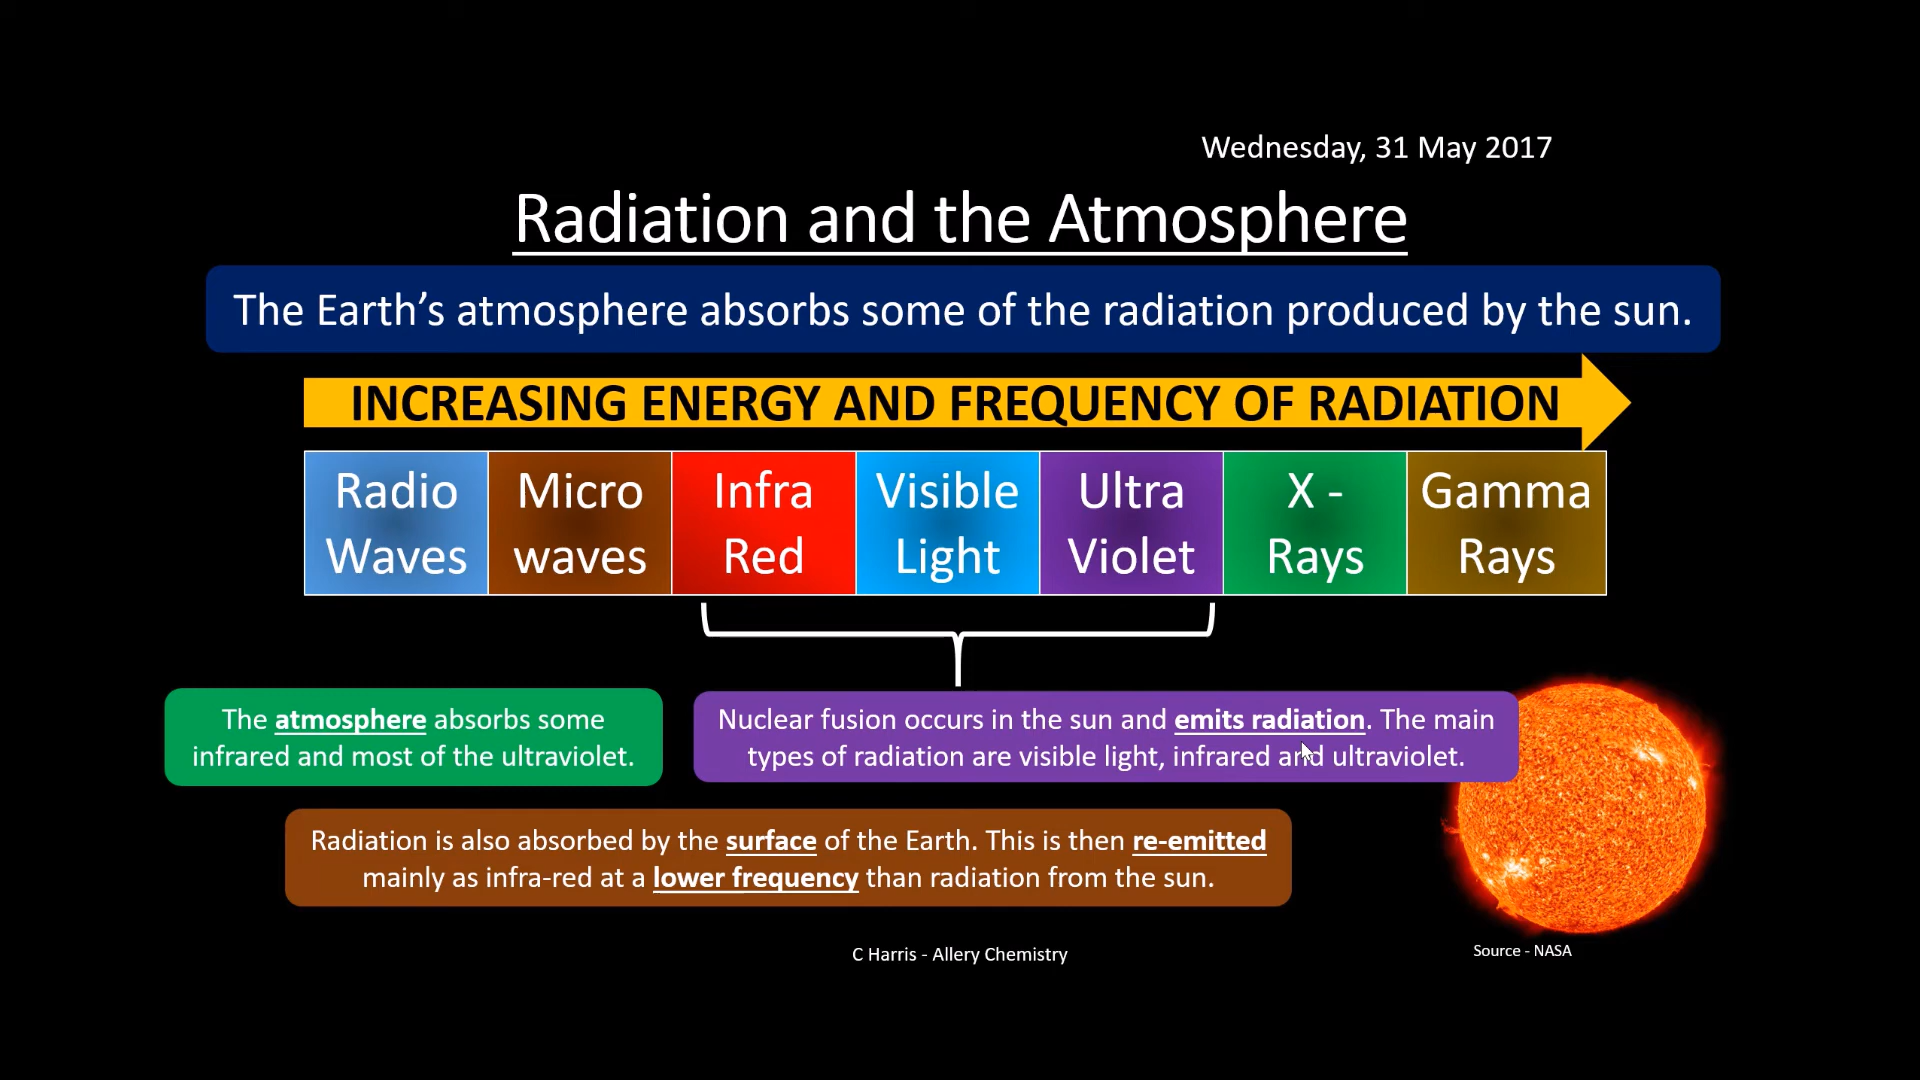 Wednesday, 31 May 2017
Radiation and the Atmosphere
The Earth’s atmosphere absorbs some of the radiation produced by the sun.
INCREASING ENERGY AND FREQUENCY OF RADIATION
Radio Waves
Micro waves
Infra Red
Visible Light
Ultra Violet
X - Rays
Gamma Rays
The atmosphere absorbs some
infrared and most of the ultraviolet.
Nuclear fusion occurs in the sun and emits radiation. The main
types of radiation are visible light, infrared and ultraviolet.
Radiation is also absorbed by the surface of the Earth. This is then re-emitted
mainly as infra-red at a lower frequency than radiation from the sun.
C Harris - Allery Chemistry
Source - NASA